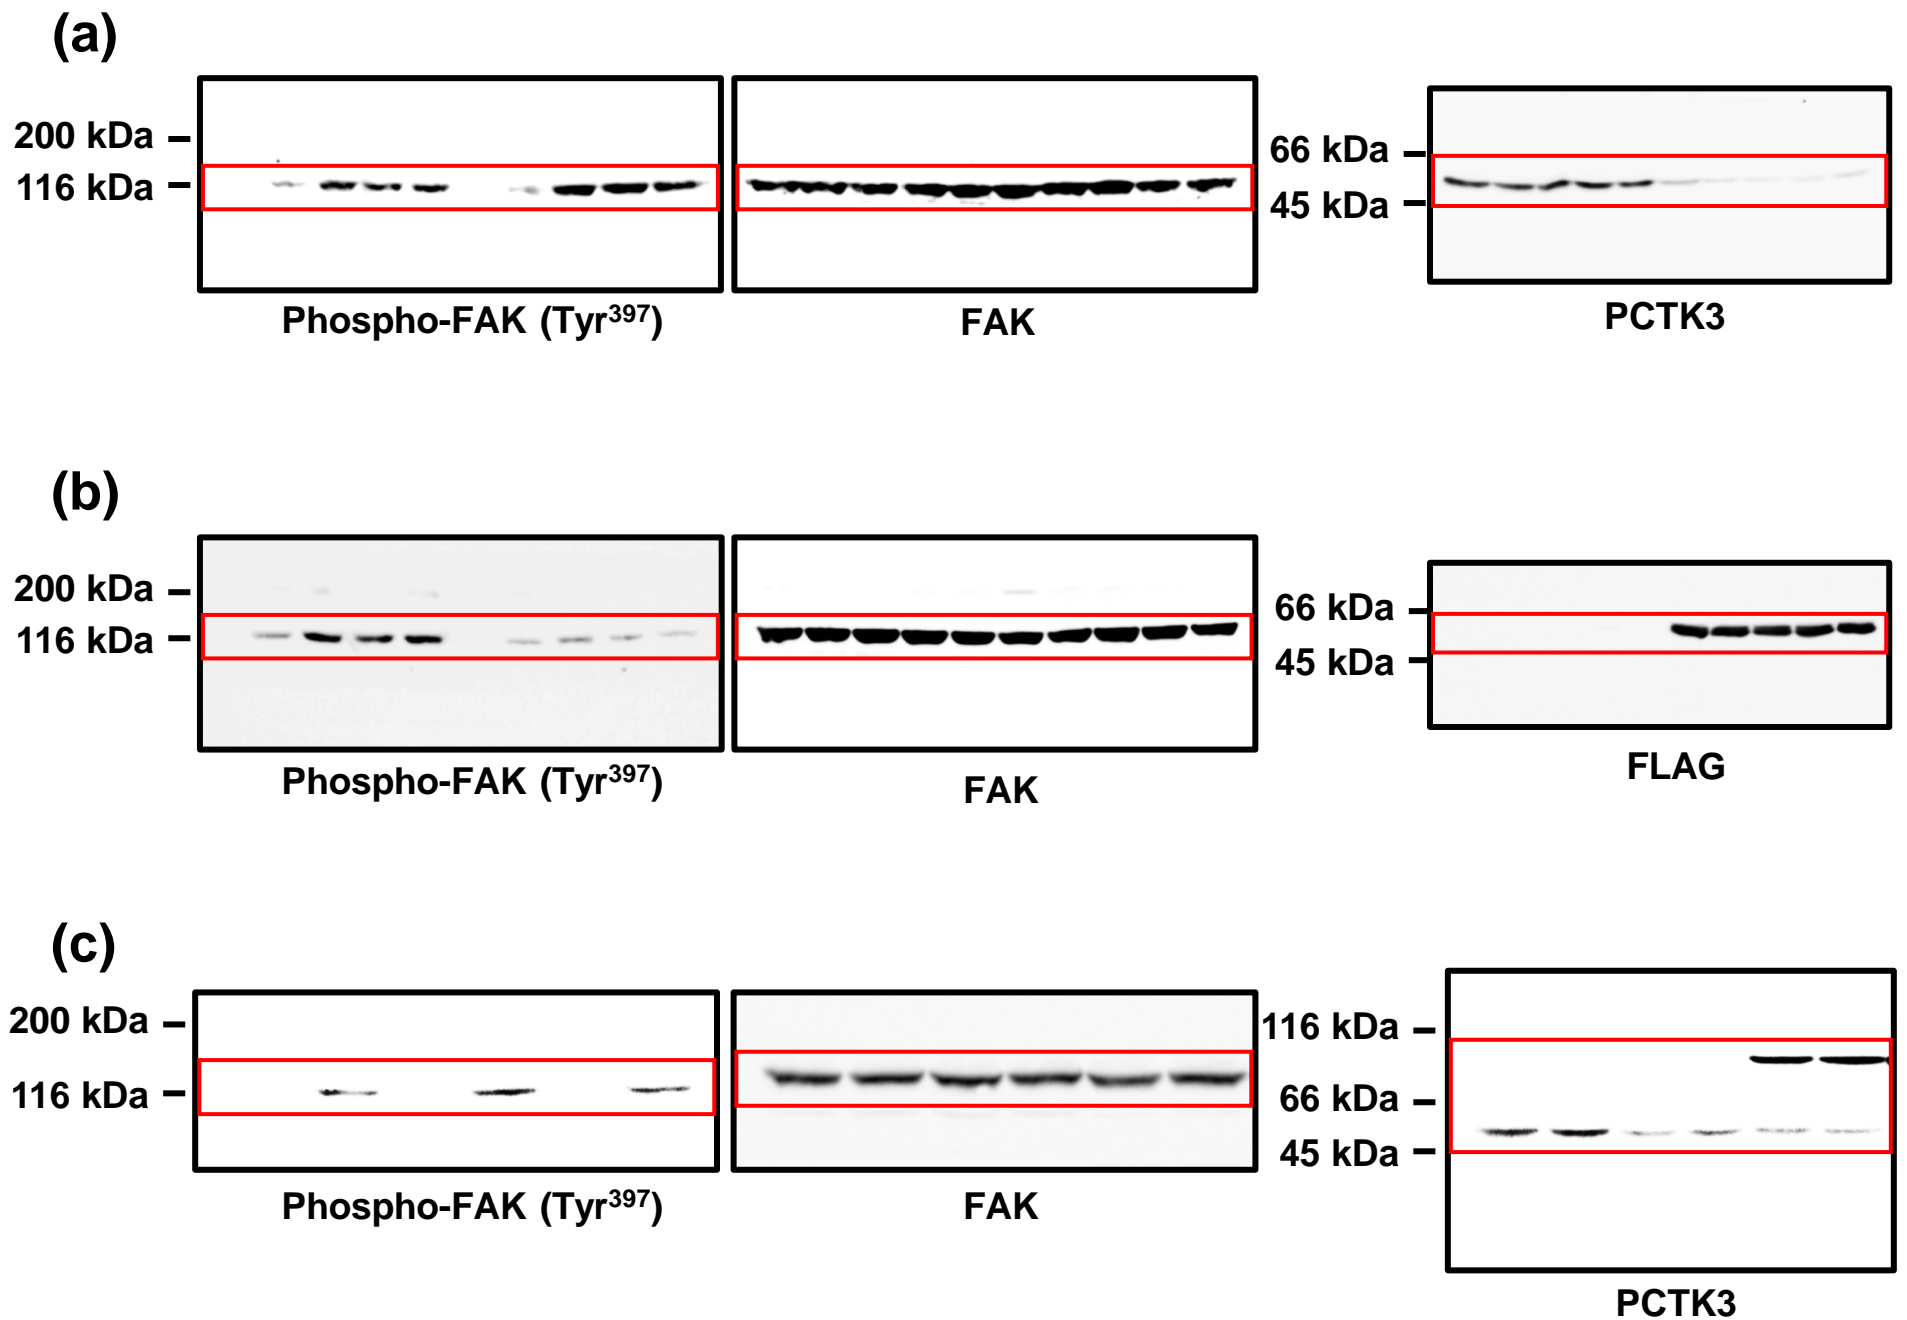 (a)
200 kDa
116 kDa
66 kDa
45 kDa
Phospho-FAK (Tyr³⁹⁷)
FAK
PCTK3
(b)
200 kDa
116 kDa
66 kDa
45 kDa
Phospho-FAK (Tyr³⁹⁷)
FAK
FLAG
(c)
200 kDa
116 kDa
116 kDa
66 kDa
45 kDa
Phospho-FAK (Tyr³⁹⁷)
FAK
PCTK3